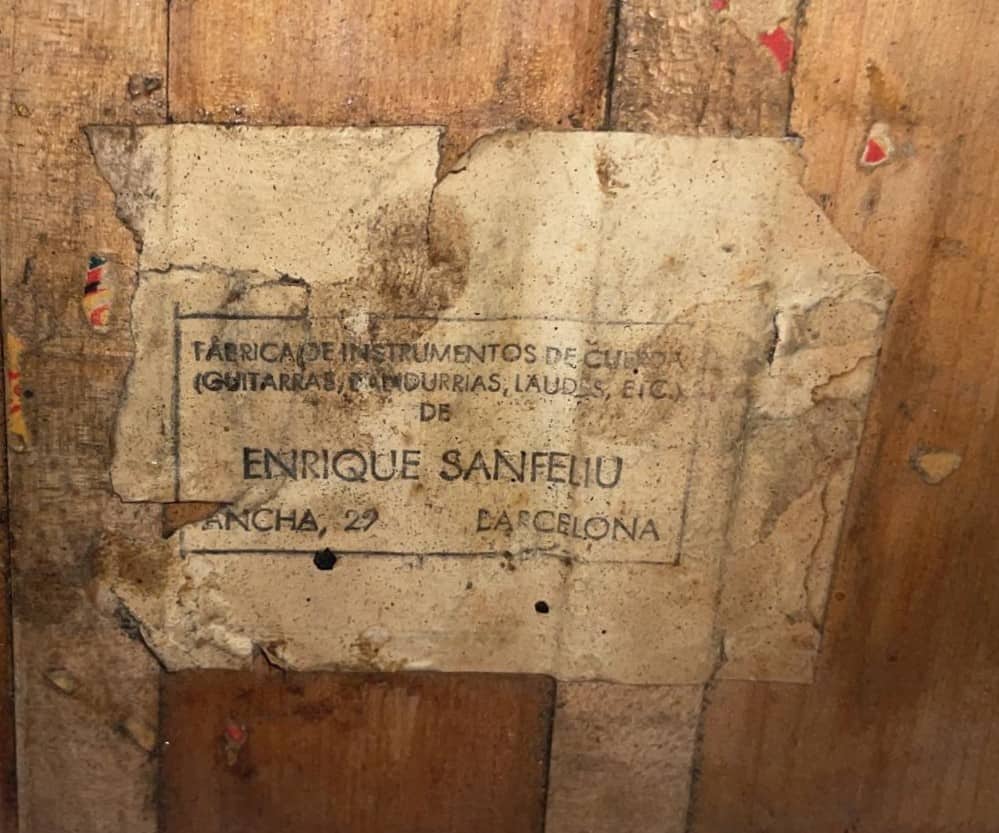 FÁBRICA DE INSTRUMENTOS DE CUERDA
(GUITARRAS, BANDURRIAS, LAUDES, ETC.)
DE
ENRIQUE SANFELIU
ANCHA, 29 BARCELONA